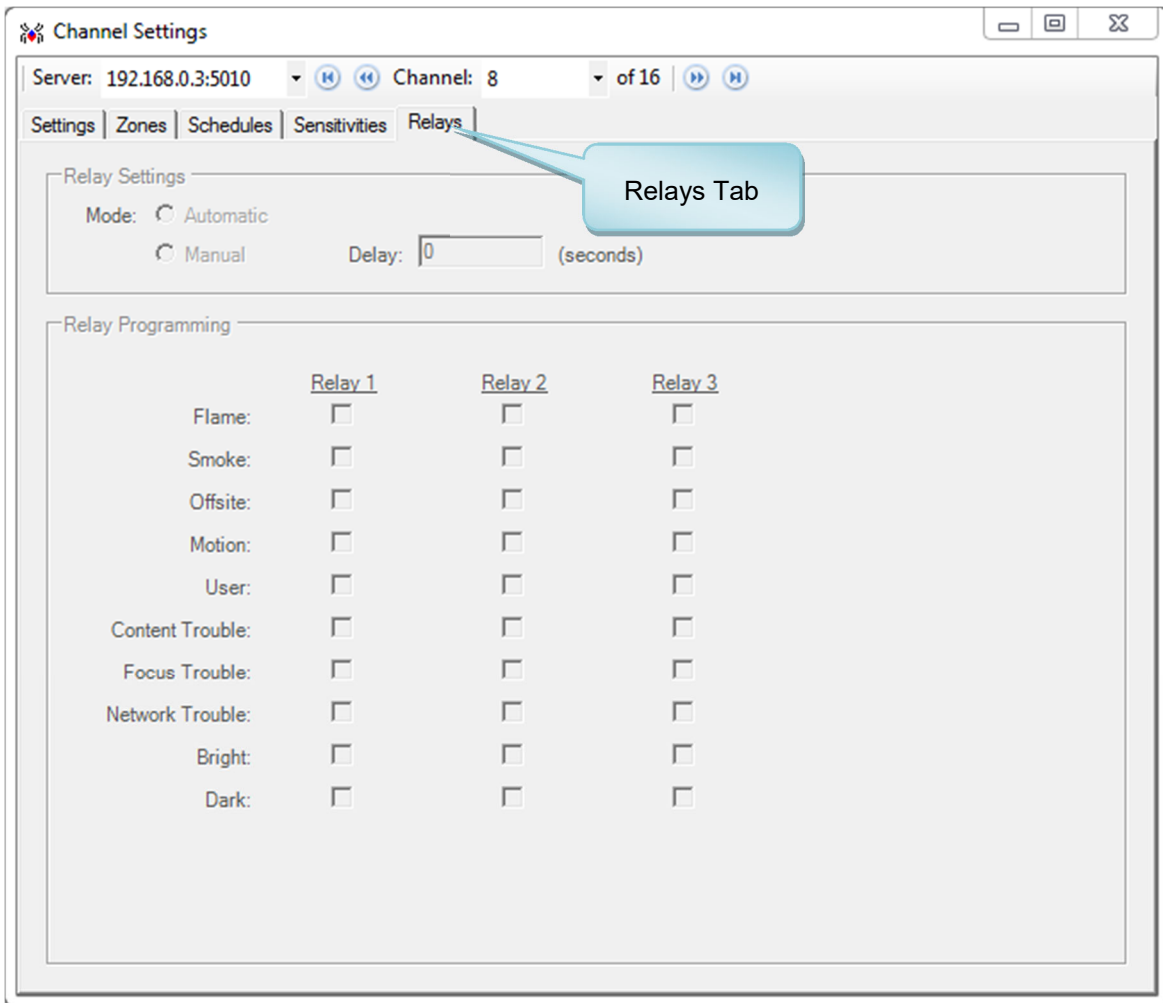 Channel Settings
Server: 192.168.0.3:5010 Channel: 8 of 16
Settings Zones Schedules Sensitivities Relays
Relays Tab
Relay Settings
Mode: Automatic
Manual Delay: 0 (seconds)
Relay Programming
Relay 1 Relay 2 Relay 3
Flame:
Smoke:
Offsite:
Motion:
User:
Content Trouble:
Focus Trouble:
Network Trouble:
Bright:
Dark: